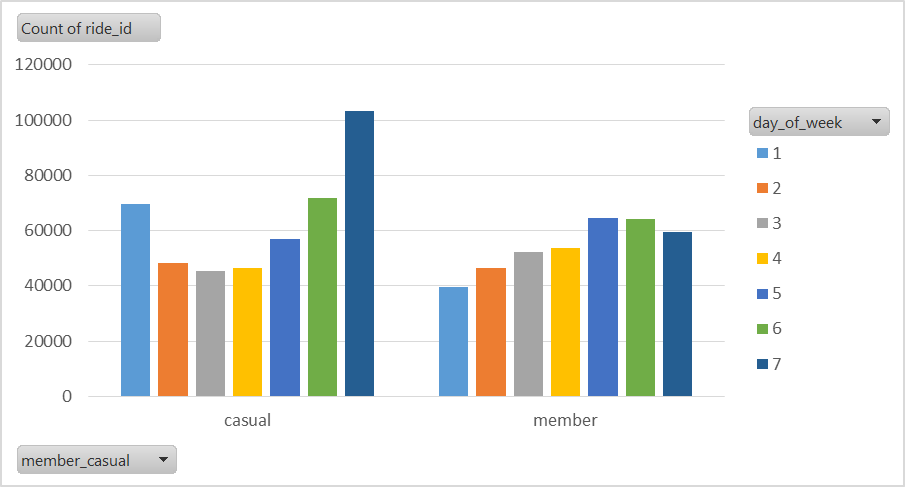 Count of ride_id
120000
100000
80000
60000
40000
20000
0
casual
member
day_of_week
1
2
3
4
5
6
7
member_casual